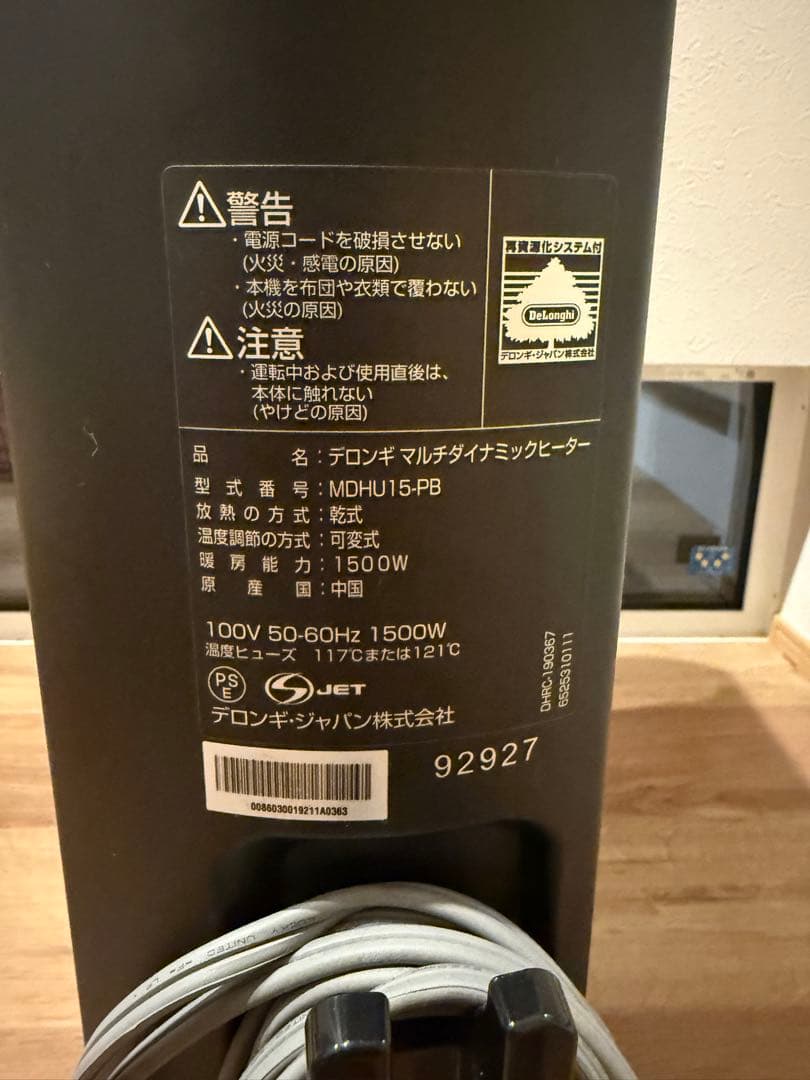 警告
・電源コードを破損させない
(火災・感電の原因)
・本機を布団や衣類で覆わない
(火災の原因)
注意
・運転中および使用直後は、
本体に触れない
(やけどの原因)
再資源化システム付
DeLonghi
デロンギ・ジャパン株式会社
品名：デロンギ マルチダイナミックヒーター
型式番号：MDHU15-PB
放熱の方式：乾式
温度調節の方式：可変式
暖房能力：1500W
原産国：中国
100V 50-60Hz 1500W
温度ヒューズ 117℃または121℃
PS
E
JET
デロンギ・ジャパン株式会社
DHRC-190367
6525310111
0086030019211A0363
92927
UNITED